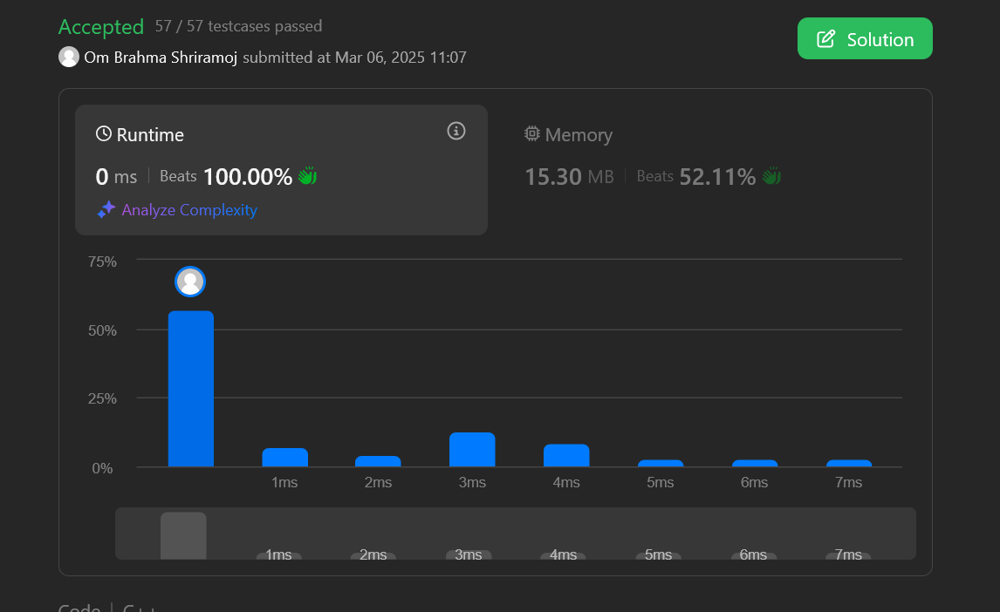 Accepted 57 / 57 testcases passed
Solution
Om Brahma Shriramoj submitted at Mar 06, 2025 11:07
Runtime
0 ms | Beats 100.00%
Analyze Complexity
Memory
15.30 MB | Beats 52.11%
75%
50%
25%
0%
1ms 2ms 3ms 4ms 5ms 6ms 7ms
1ms 2ms 3ms 4ms 5ms 6ms 7ms
Code | C++